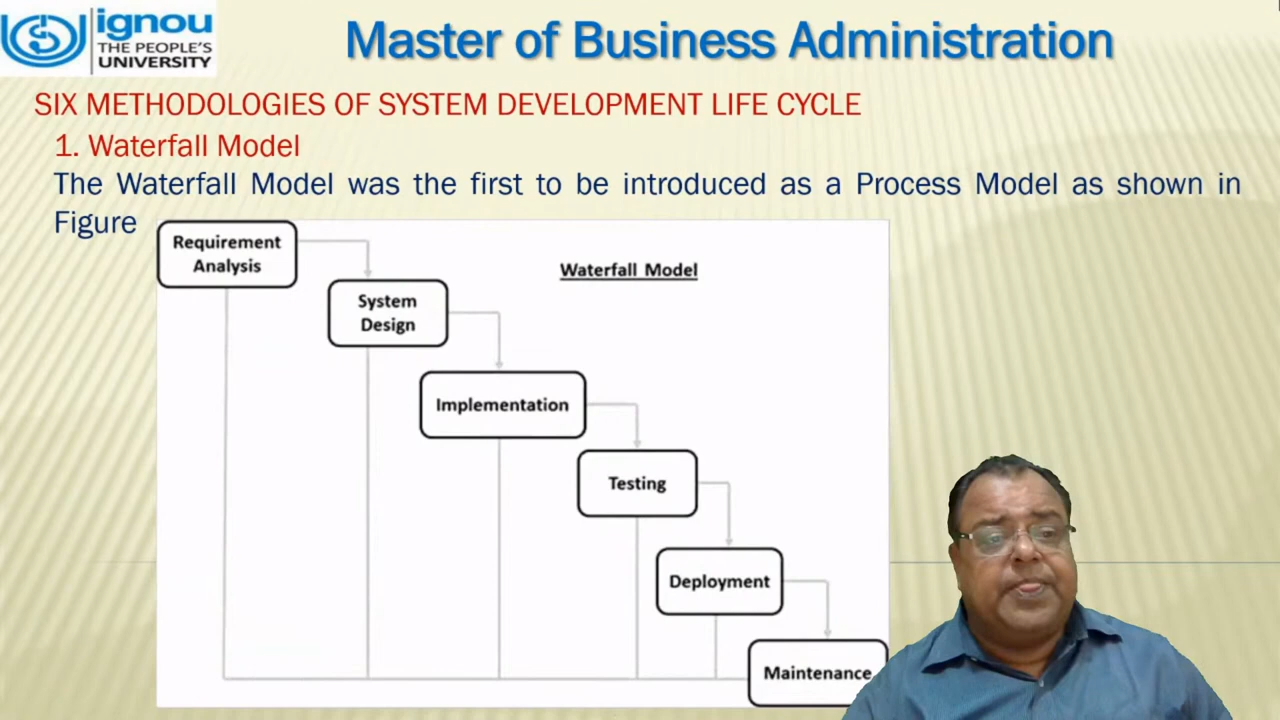 ignou
THE PEOPLE'S
UNIVERSITY
Master of Business Administration
SIX METHODOLOGIES OF SYSTEM DEVELOPMENT LIFE CYCLE
1. Waterfall Model
The Waterfall Model was the first to be introduced as a Process Model as shown in
Figure
Requirement
Analysis
Waterfall Model
System
Design
Implementation
Testing
Deployment
Maintenance